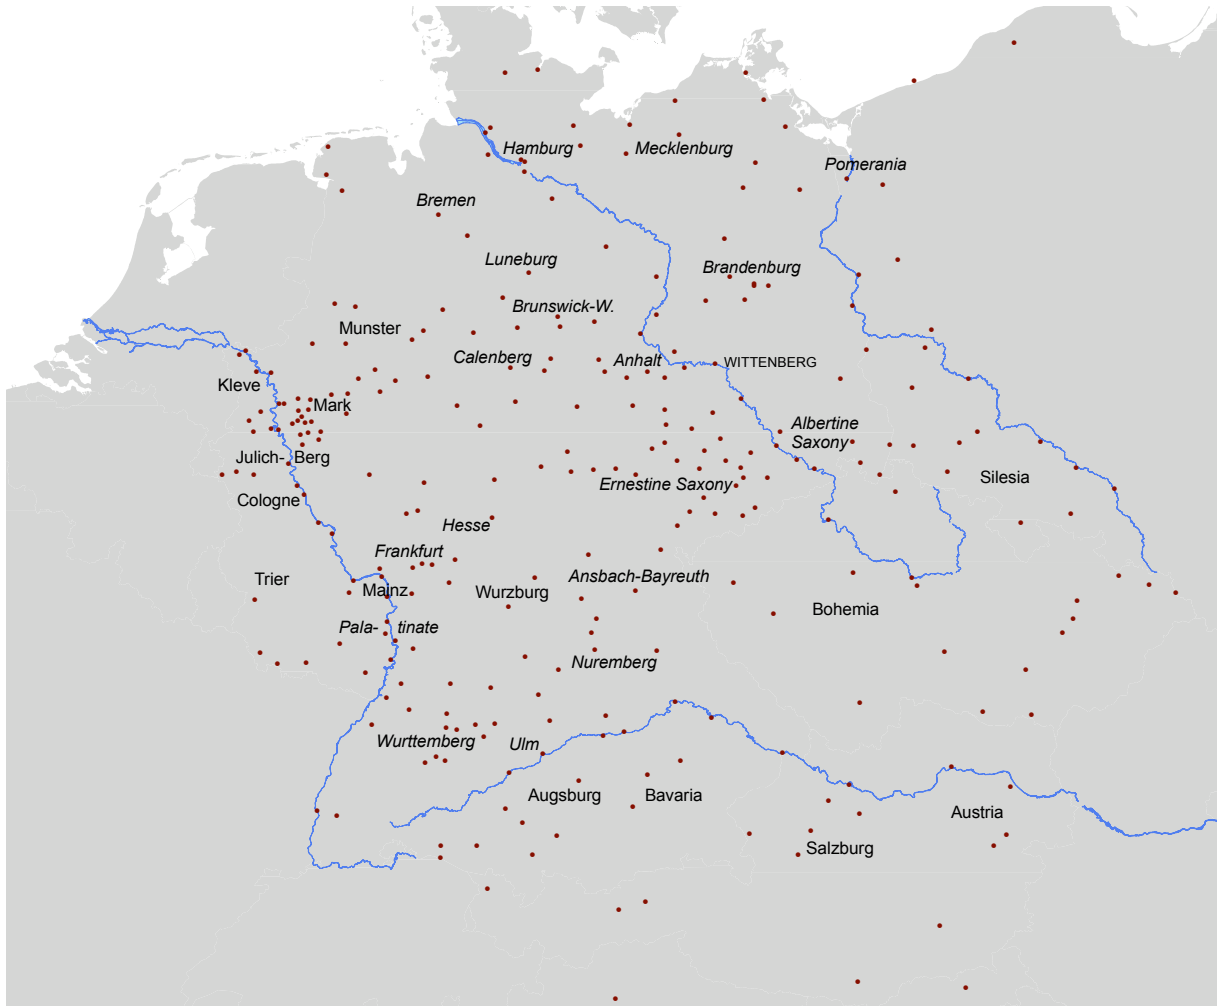 Hamburg
Mecklenburg
Pomerania
Bremen
Luneburg
Brandenburg
Brunswick-W.
Munster
Calenberg
Anhalt
WITTENBERG
Kleve
Mark
Albertine
Saxony
Julich- Berg
Silesia
Ernestine Saxony
Cologne
Hesse
Frankfurt
Trier
Mainz
Wurzburg
Ansbach-Bayreuth
Bohemia
Pala- tinate
Nuremberg
Wurttemberg
Ulm
Augsburg
Bavaria
Austria
Salzburg